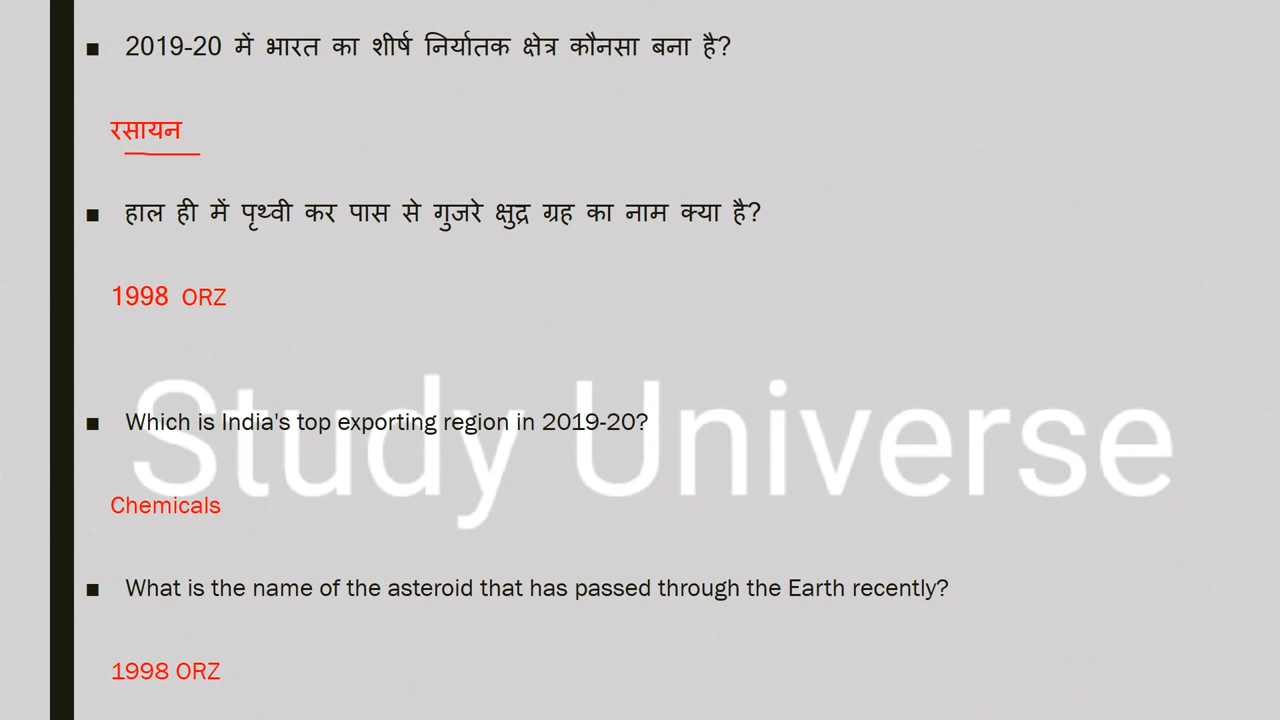 ▪ 2019-20 में भारत का शीर्ष निर्यातक क्षेत्र कौनसा बना है?
रसायन
▪ हाल ही में पृथ्वी कर पास से गुजरे क्षुद्र ग्रह का नाम क्या है?
1998 ORZ
Study Universe
▪ Which is India's top exporting region in 2019-20?
Chemicals
▪ What is the name of the asteroid that has passed through the Earth recently?
1998 ORZ